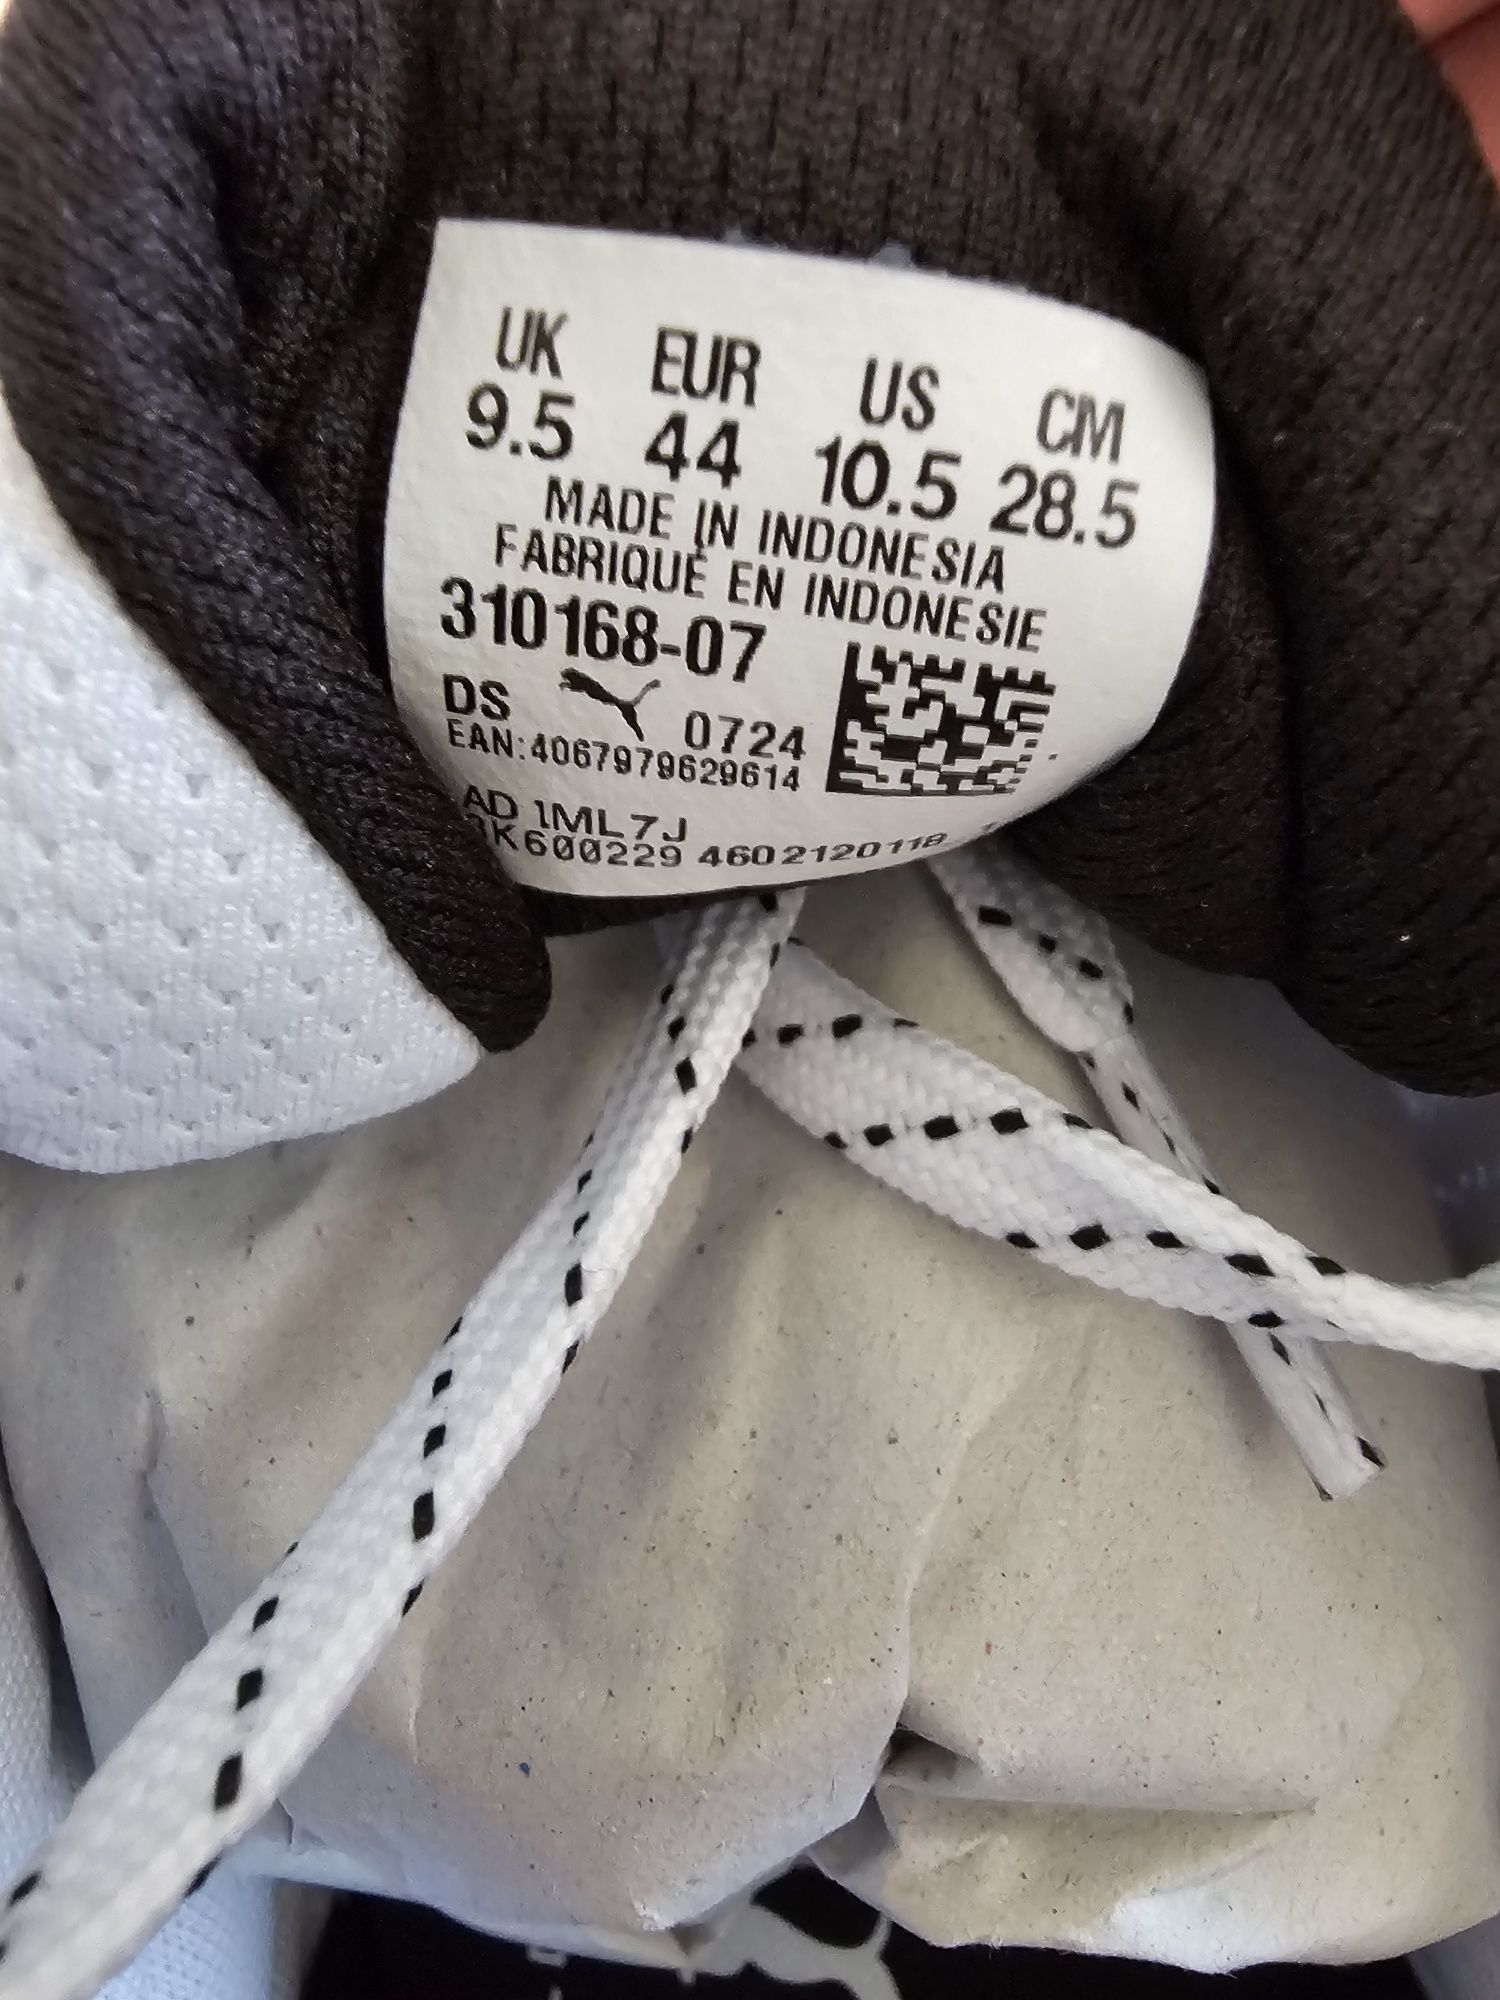 UK EUR US CM
9.5 44 10.5 28.5
MADE IN INDONESIA
FABRIQUÉ EN INDONESIE
310168-07
DS 0724
EAN:4067979629614
AD 1ML7J
K600229 4602120118